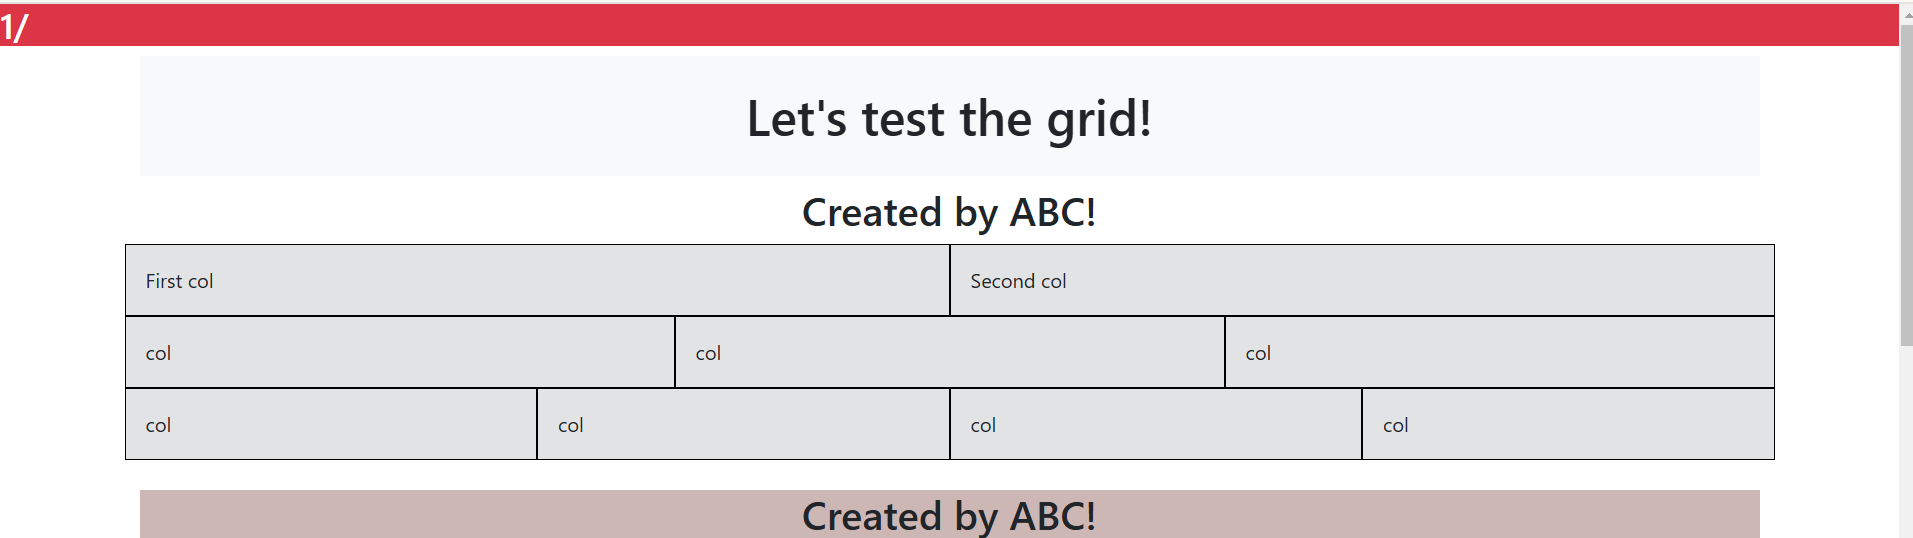 1/
Let's test the grid!
Created by ABC!
First col Second col
col col col
col col col col
Created by ABC!